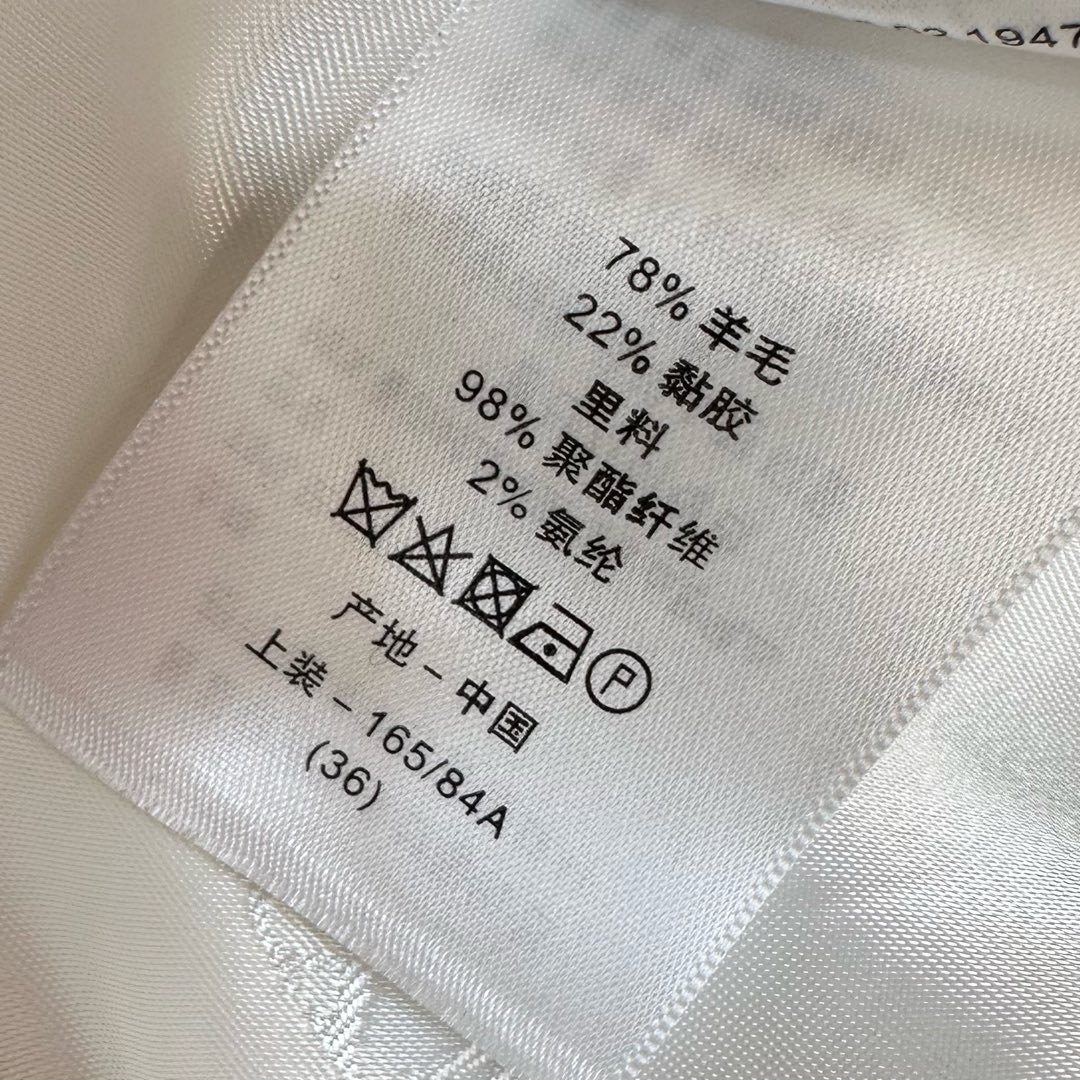 1947
78% 羊毛
22% 黏胶
里料
98% 聚酯纤维
2% 氨纶
P
产地 - 中国
上装 - 165/84A
(36)